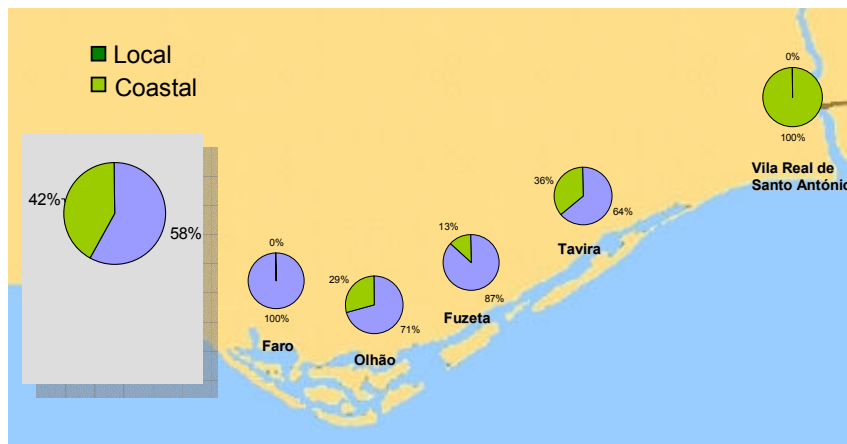 Local
Coastal
42%
58%
0%
100%
Faro
29%
71%
Olhão
13%
87%
Fuzeta
36%
64%
Tavira
0%
100%
Vila Real de
Santo António